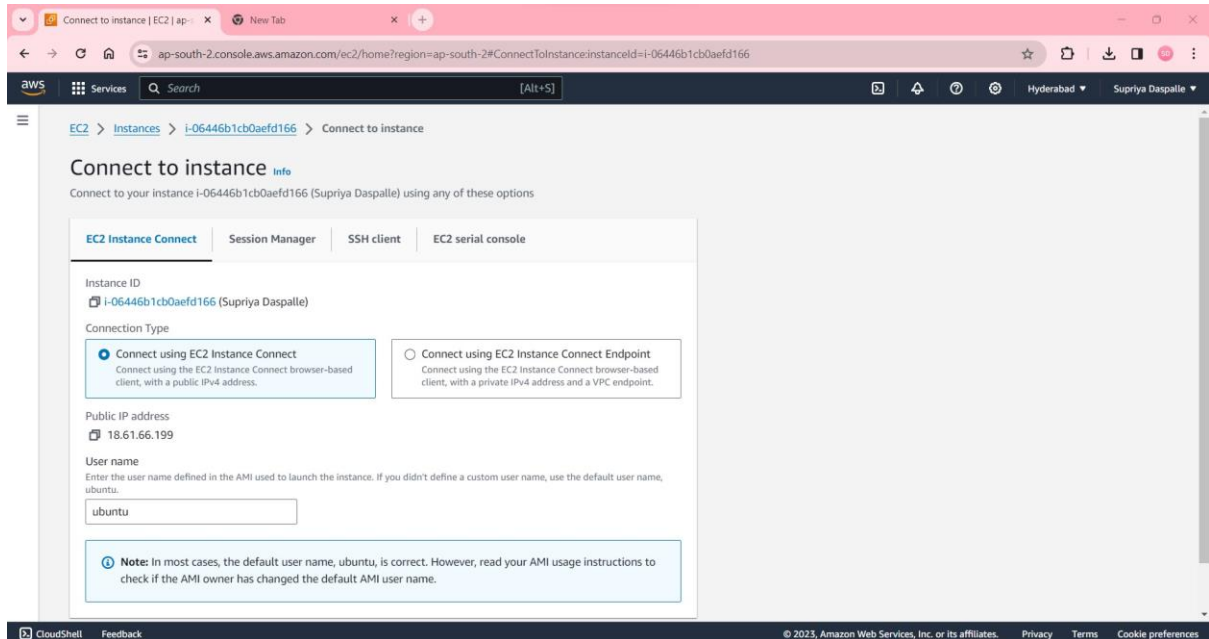 Connect to instance | EC2 | ap-s
New Tab
ap-south-2.console.aws.amazon.com/ec2/home?region=ap-south-2#ConnectToInstance:instanceId=i-06446b1cb0aefd166
SD
aws
Services
Search
[Alt+S]
Hyderabad
Supriya Daspalle
EC2 > Instances > i-06446b1cb0aefd166 > Connect to instance
Connect to instance Info
Connect to your instance i-06446b1cb0aefd166 (Supriya Daspalle) using any of these options
EC2 Instance Connect
Session Manager
SSH client
EC2 serial console
Instance ID
i-06446b1cb0aefd166 (Supriya Daspalle)
Connection Type
Connect using EC2 Instance Connect
Connect using the EC2 Instance Connect browser-based
client, with a public IPv4 address.
Connect using EC2 Instance Connect Endpoint
Connect using the EC2 Instance Connect browser-based
client, with a private IPv4 address and a VPC endpoint.
Public IP address
18.61.66.199
User name
Enter the user name defined in the AMI used to launch the instance. If you didn't define a custom user name, use the default user name,
ubuntu.
ubuntu
Note: In most cases, the default user name, ubuntu, is correct. However, read your AMI usage instructions to
check if the AMI owner has changed the default AMI user name.
CloudShell
Feedback
© 2023, Amazon Web Services, Inc. or its affiliates.
Privacy
Terms
Cookie preferences